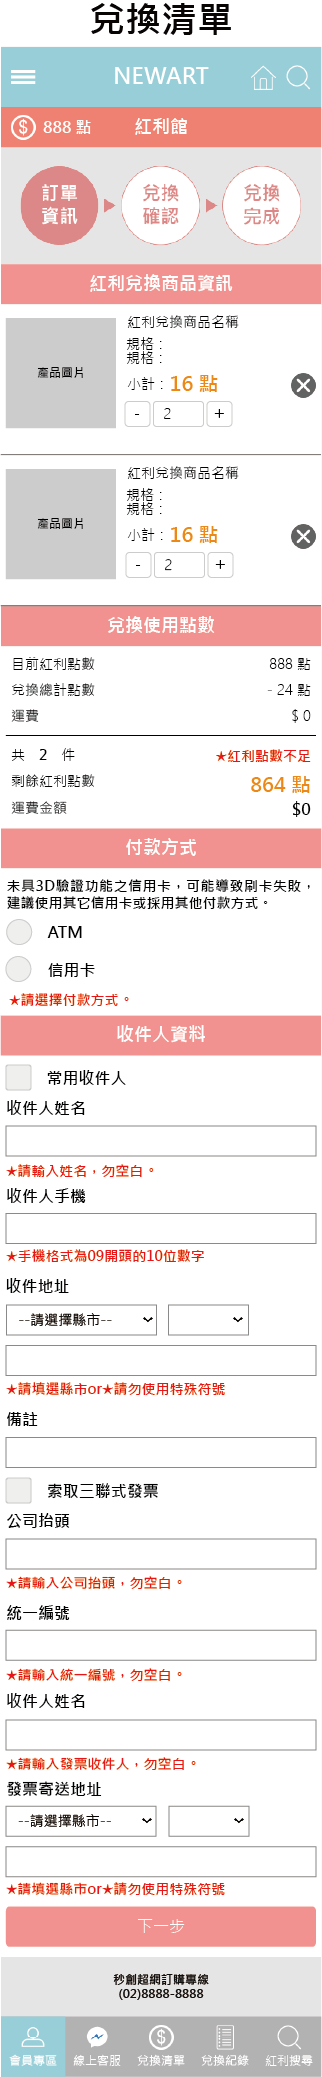 兌換清單
NEWART
$ 888 點 紅利館
訂單
資訊
兌換
確認
兌換
完成
紅利兌換商品資訊
產品圖片
紅利兌換商品名稱
規格：
規格：
小計：16 點
- 2 +
產品圖片
紅利兌換商品名稱
規格：
規格：
小計：16 點
- 2 +
兌換使用點數
目前紅利點數 888 點
兌換總計點數 - 24 點
運費 $ 0
共 2 件 ★紅利點數不足
剩餘紅利點數 864 點
運費金額 $0
付款方式
未具3D驗證功能之信用卡，可能導致刷卡失敗，
建議使用其它信用卡或採用其他付款方式。
ATM
信用卡
★請選擇付款方式。
收件人資料
常用收件人
收件人姓名
★請輸入姓名，勿空白。
收件人手機
★手機格式為09開頭的10位數字
收件地址
--請選擇縣市--
★請填選縣市or★請勿使用特殊符號
備註
索取三聯式發票
公司抬頭
★請輸入公司抬頭，勿空白。
統一編號
★請輸入統一編號，勿空白。
收件人姓名
★請輸入發票收件人，勿空白。
發票寄送地址
--請選擇縣市--
★請填選縣市or★請勿使用特殊符號
下一步
秒創超網訂購專線
(02)8888-8888
會員專區 線上客服 兌換清單 兌換紀錄 紅利搜尋